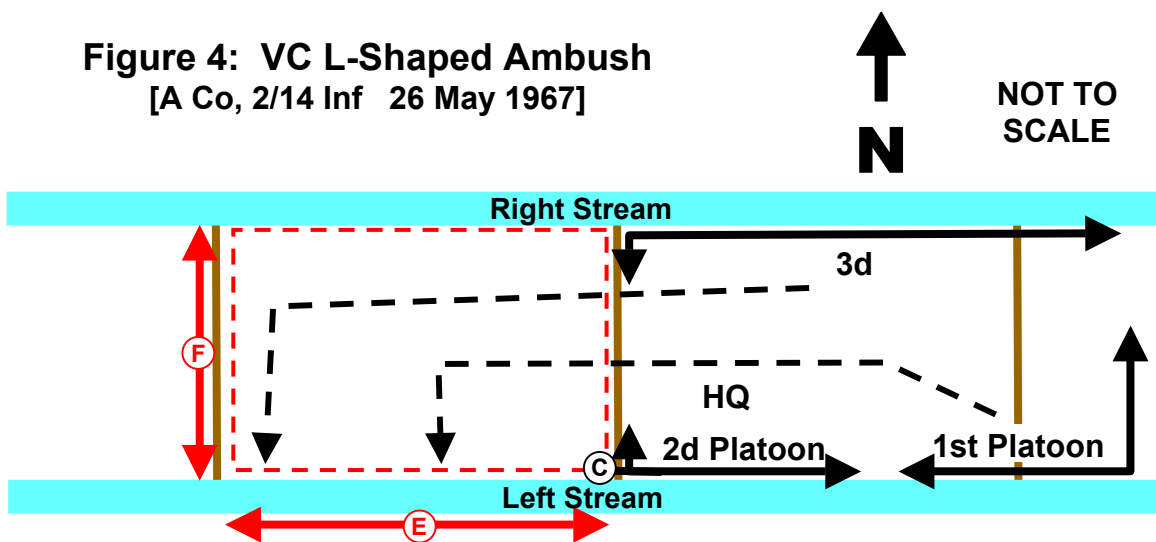 Figure 4:  VC L-Shaped Ambush
[A Co, 2/14 Inf   26 May 1967]
N
NOT TO
SCALE
Right Stream
3d
F
HQ
2d Platoon
1st Platoon
C
Left Stream
E